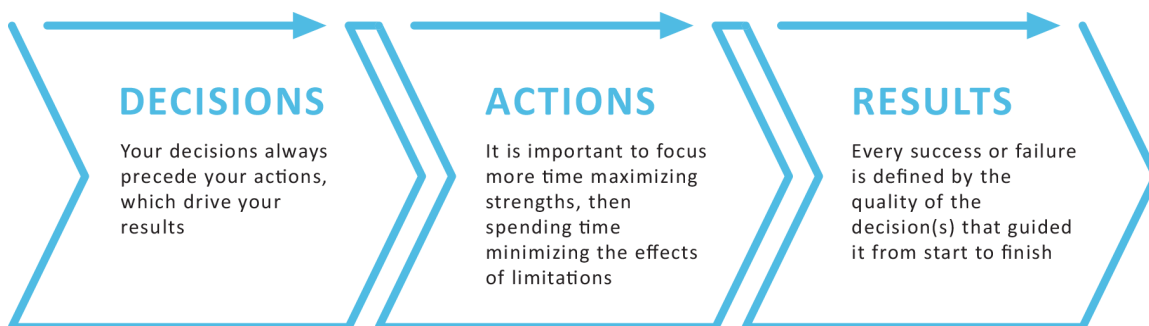 DECISIONS
Your decisions always
precede your actions,
which drive your
results
ACTIONS
It is important to focus
more time maximizing
strengths, then
spending time
minimizing the effects
of limitations
RESULTS
Every success or failure
is defined by the
quality of the
decision(s) that guided
it from start to finish